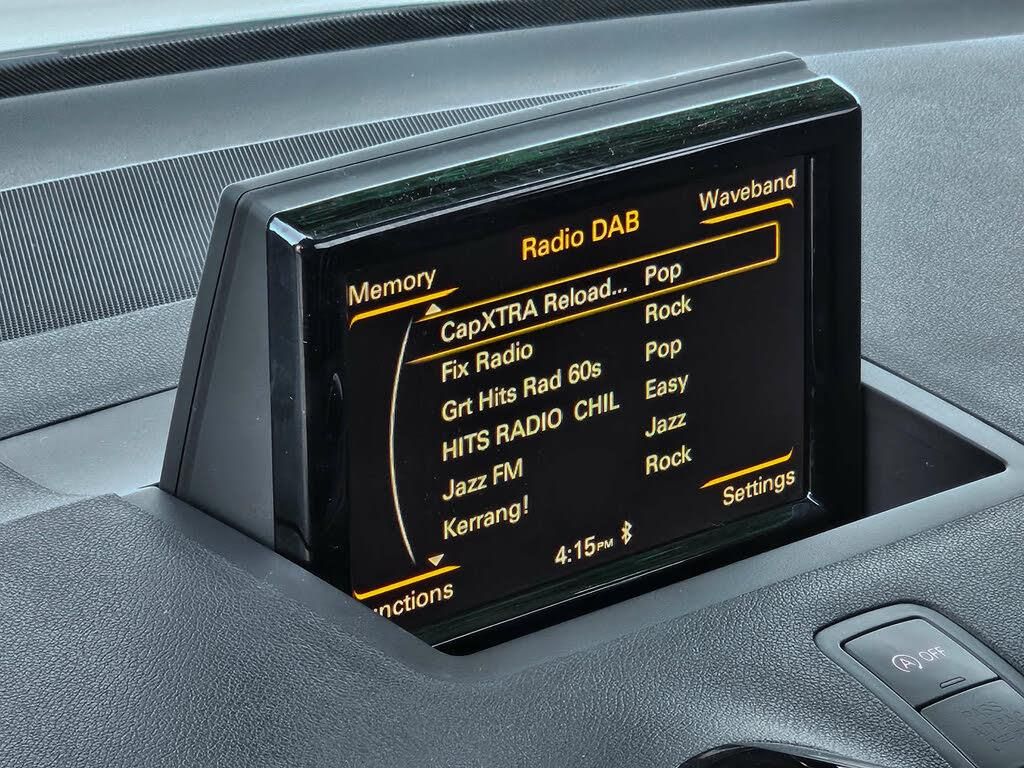 Waveband
Radio DAB
Memory
CapXTRA Reload... Pop
Fix Radio Rock
Grt Hits Rad 60s Pop
HITS RADIO CHIL Easy
Jazz FM Jazz
Kerrang! Rock
Settings
4:15PM
unctions
A OFF